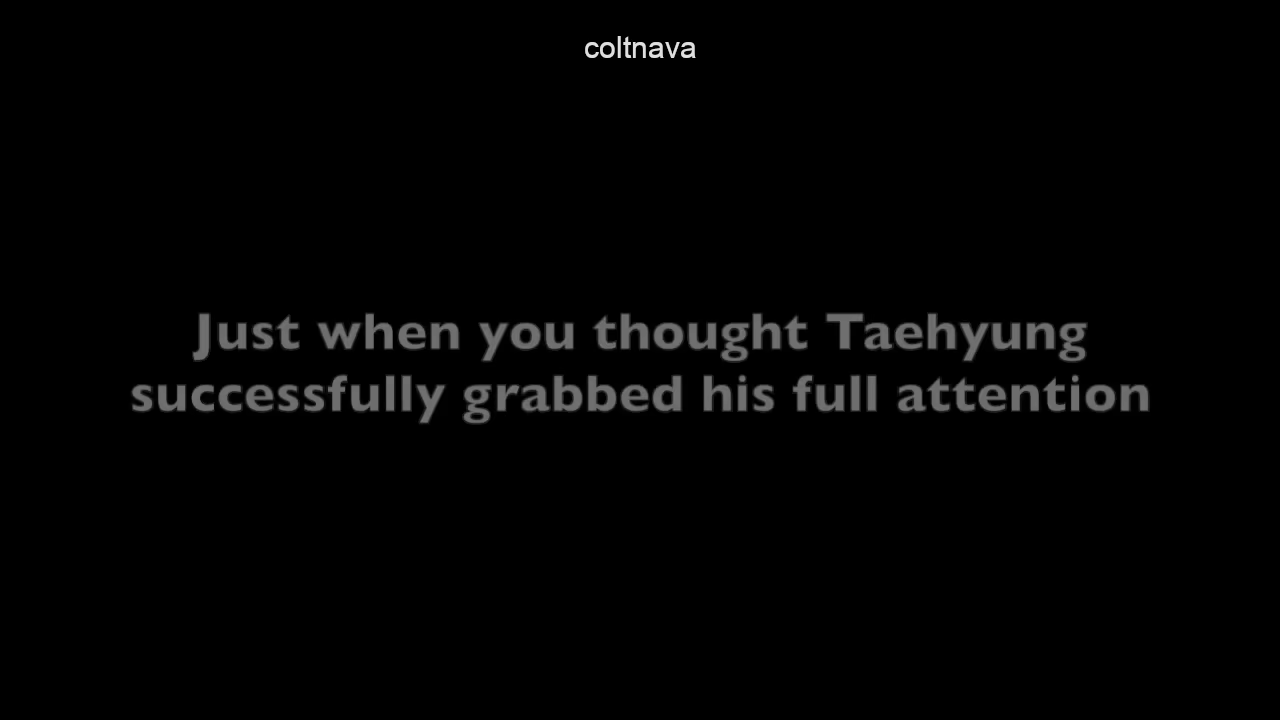 coltnava
Just when you thought Taehyung
successfully grabbed his full attention